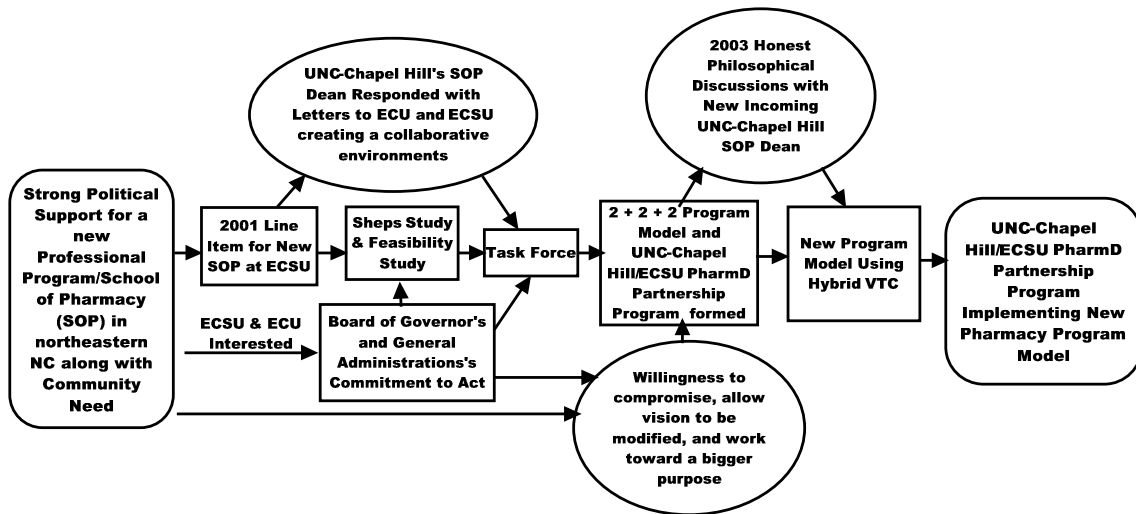 Strong Political
Support for a
new
Professional
Program/School
of Pharmacy
(SOP) in
northeastern
NC along with
Community
Need
UNC-Chapel Hill's SOP
Dean Responded with
Letters to ECU and ECSU
creating a collaborative
environments
2001 Line
Item for New
SOP at ECSU
Sheps Study
& Feasibility
Study
ECSU & ECU
Interested
Board of Governor's
and General
Administrations's
Commitment to Act
Task Force
2 + 2 + 2 Program
Model and
UNC-Chapel
Hill/ECSU PharmD
Partnership
Program formed
Willingness to
compromise, allow
vision to be
modified, and work
toward a bigger
purpose
2003 Honest
Philosophical
Discussions with
New Incoming
UNC-Chapel Hill
SOP Dean
New Program
Model Using
Hybrid VTC
UNC-Chapel
Hill/ECSU PharmD
Partnership
Program
Implementing New
Pharmacy Program
Model